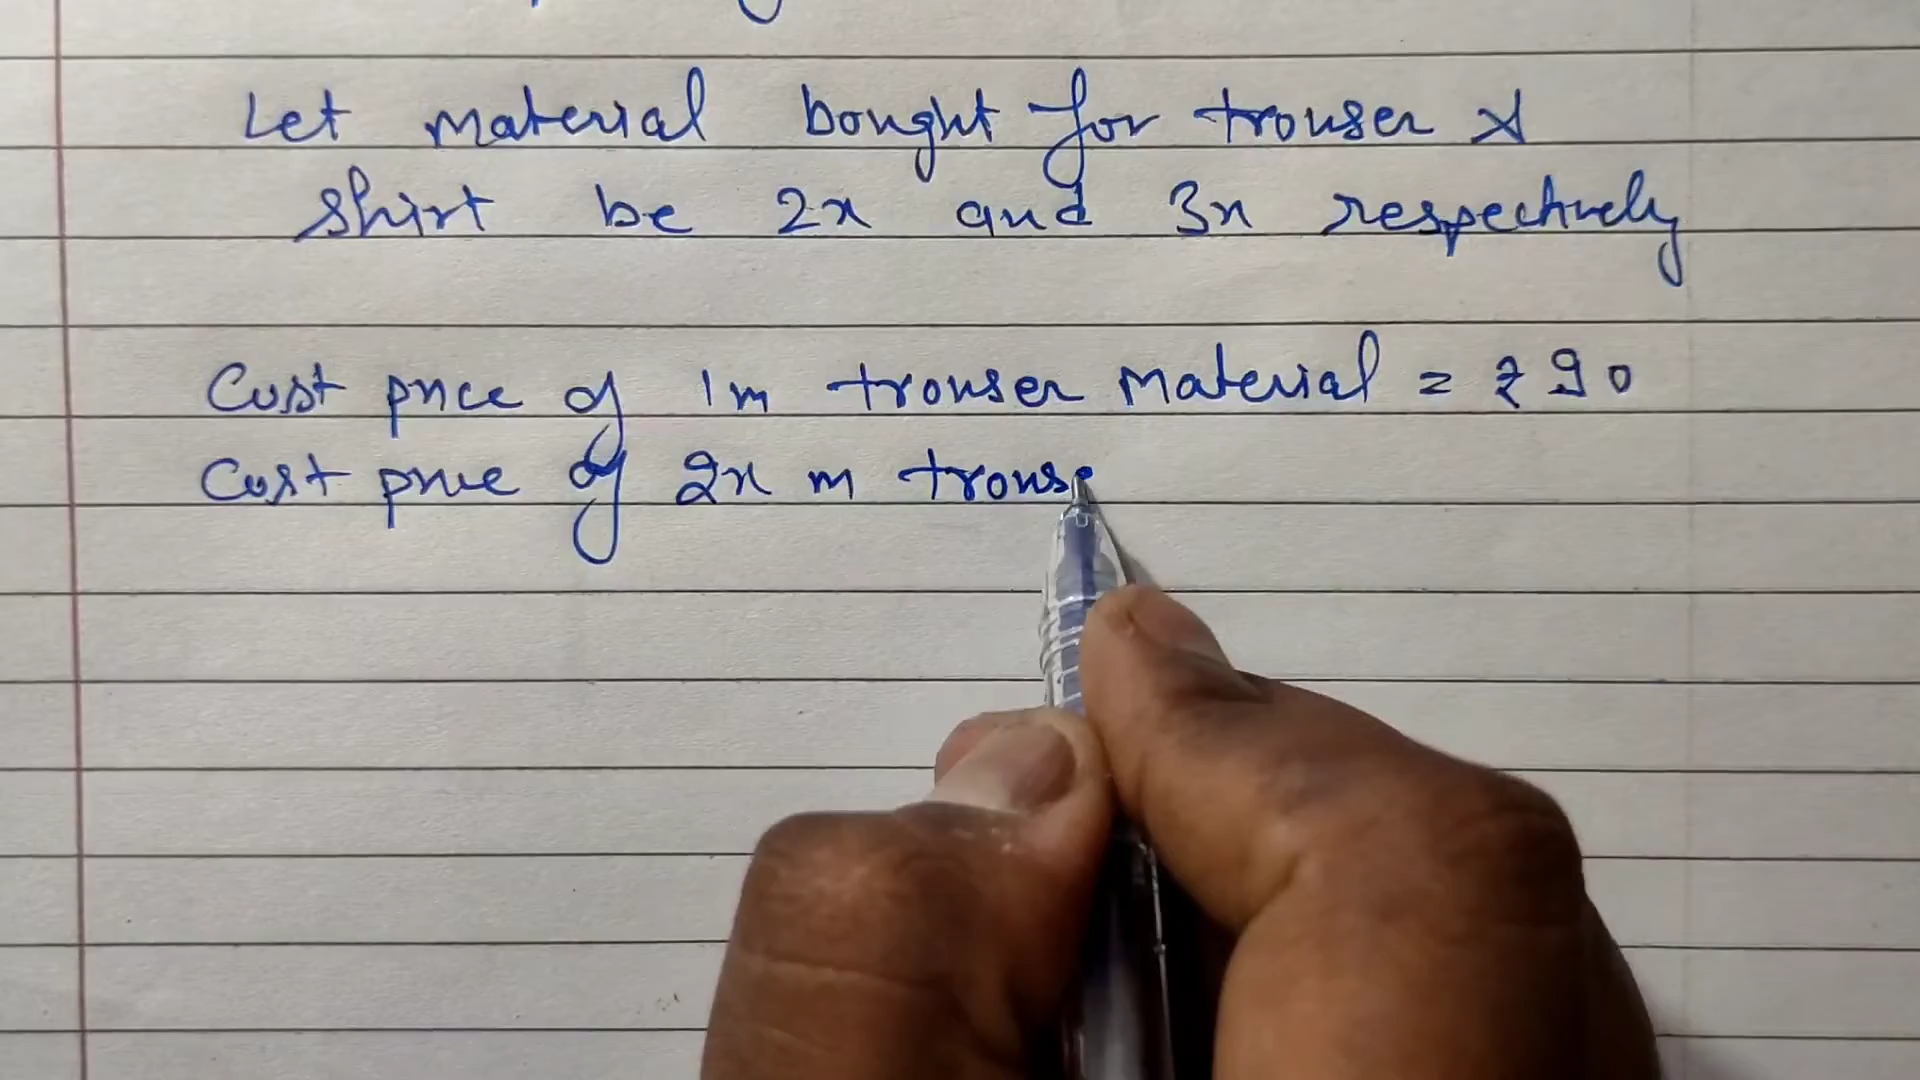 Let material bought for trouser &
shirt be 2x and 3x respectively
Cost price of 1m trouser material = ₹ 90
Cost price of 2x m trouse